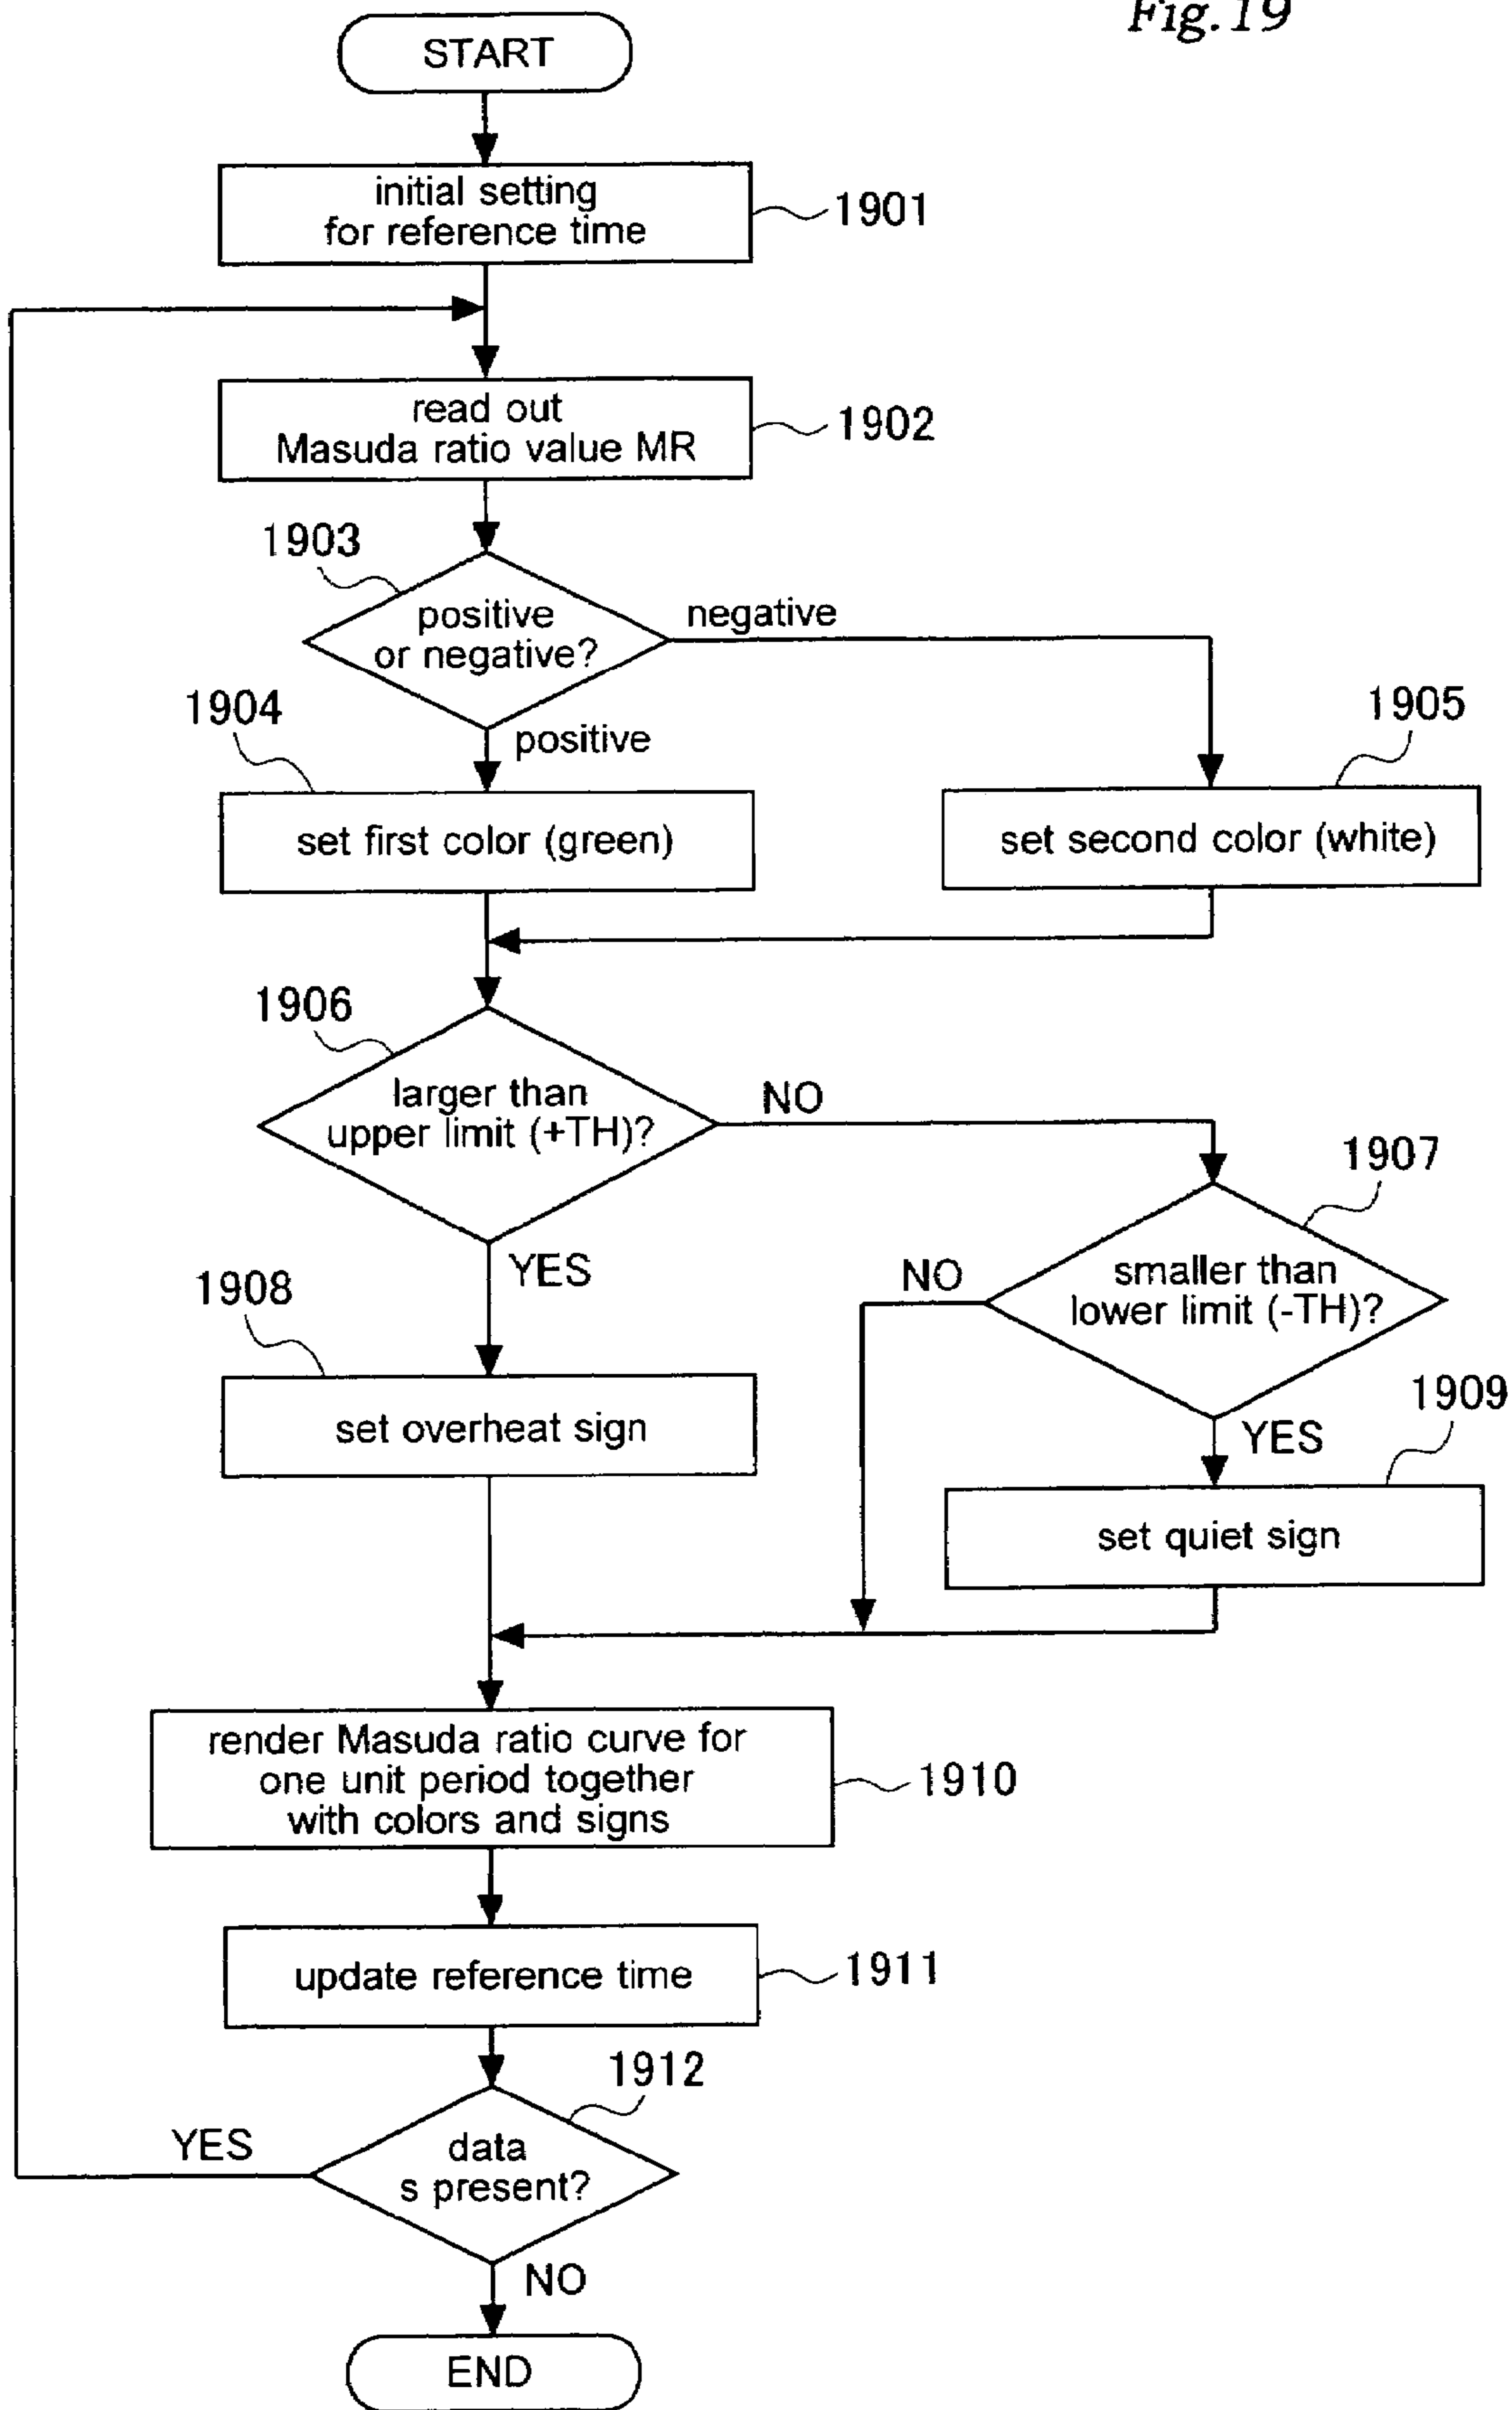 Fig. 19
START
initial setting
for reference time
1901
read out
Masuda ratio value MR
1902
1903
positive
or negative?
negative
positive
1904
set first color (green)
1905
set second color (white)
1906
larger than
upper limit (+TH)?
NO
YES
1907
smaller than
lower limit (-TH)?
NO
YES
1908
set overheat sign
1909
set quiet sign
render Masuda ratio curve for
one unit period together
with colors and signs
1910
update reference time
1911
1912
data
s present?
YES
NO
END